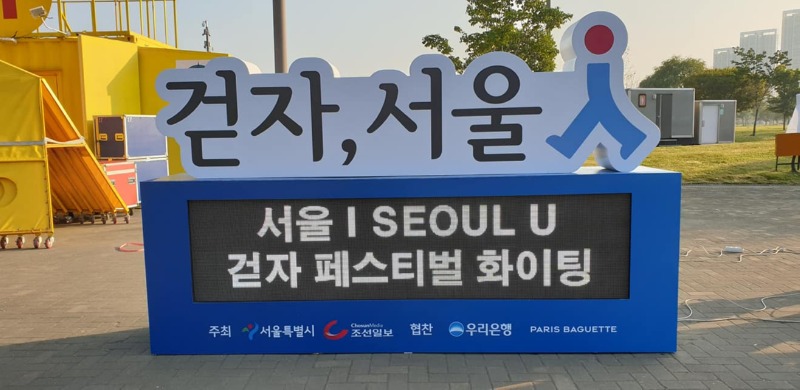 걷자, 서울
서울 I SEOUL U
걷자 페스티벌 화이팅
주최 서울특별시 ChosunMedia 조선일보 협찬 우리은행 PARIS BAGUETTE